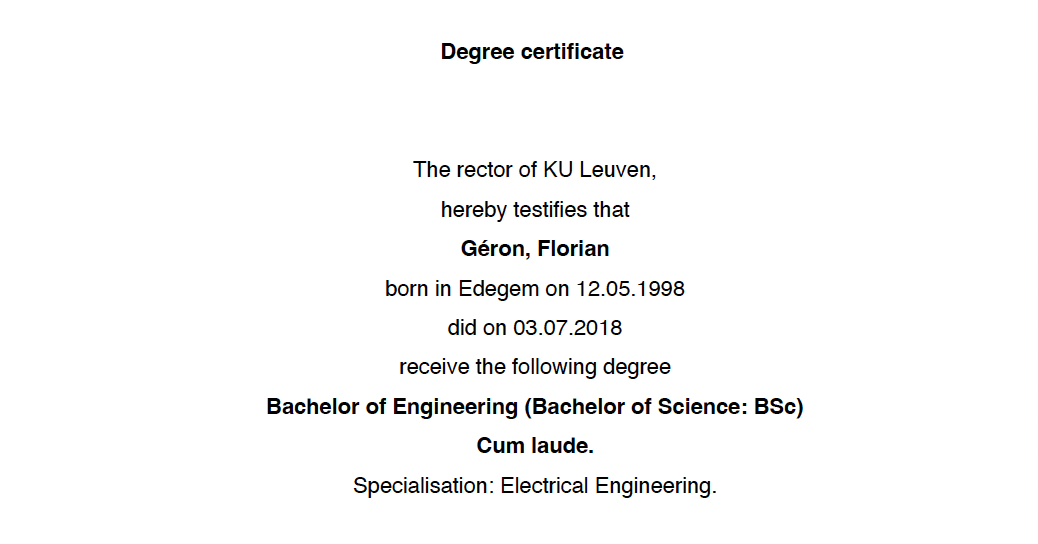 Degree certificate
The rector of KU Leuven,
hereby testifies that
Géron, Florian
born in Edegem on 12.05.1998
did on 03.07.2018
receive the following degree
Bachelor of Engineering (Bachelor of Science: BSc)
Cum laude.
Specialisation: Electrical Engineering.